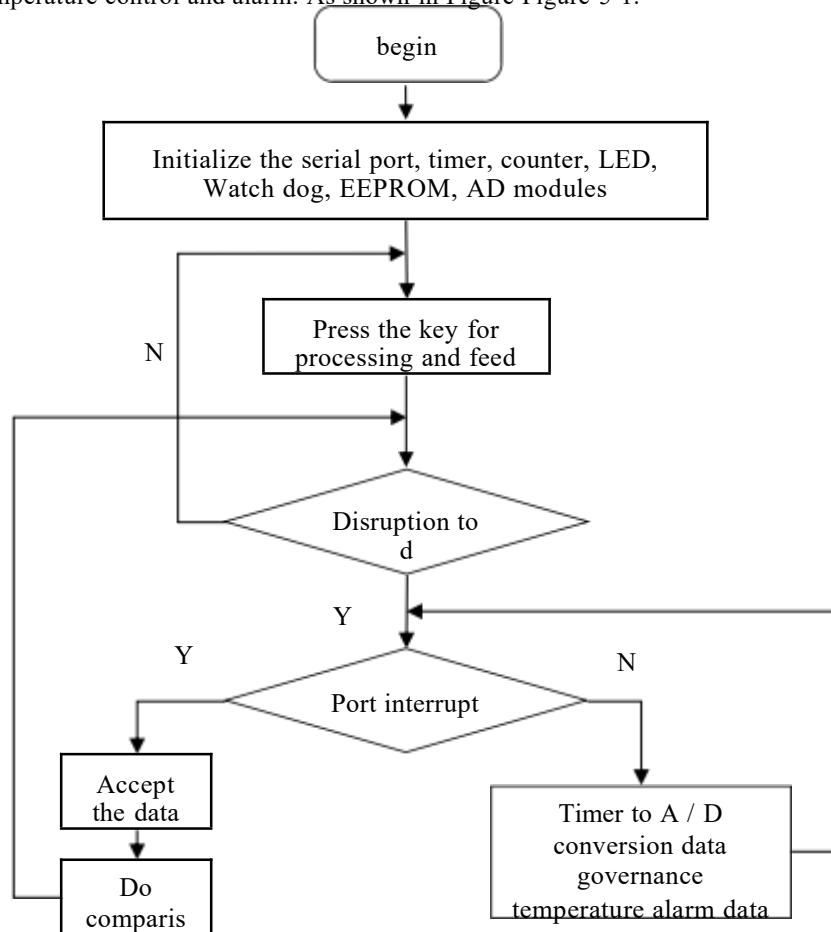 mperature control and alarm. As shown in Figure Figure 3-1.
begin
Initialize the serial port, timer, counter, LED,
Watch dog, EEPROM, AD modules
N
Press the key for
processing and feed
Disruption to
d
Y
Y
N
Port interrupt
Accept
the data
Timer to A / D
conversion data
governance
temperature alarm data
Do
comparis